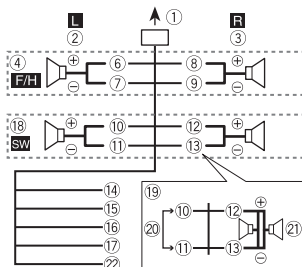 L ① R
② ③
④ ⊕ ⑥ ⑧ ⊕
F/H ⊖ ⑦ ⑨ ⊖
⑱ ⊕ ⑩ ⑫ ⊕
SW ⊖ ⑪ ⑬ ⊖
⑭
⑮
⑯
⑰
㉒
⑲
⑩ ⑫ ⊕
⑳ ㉑
⑪ ⑬ ⊖